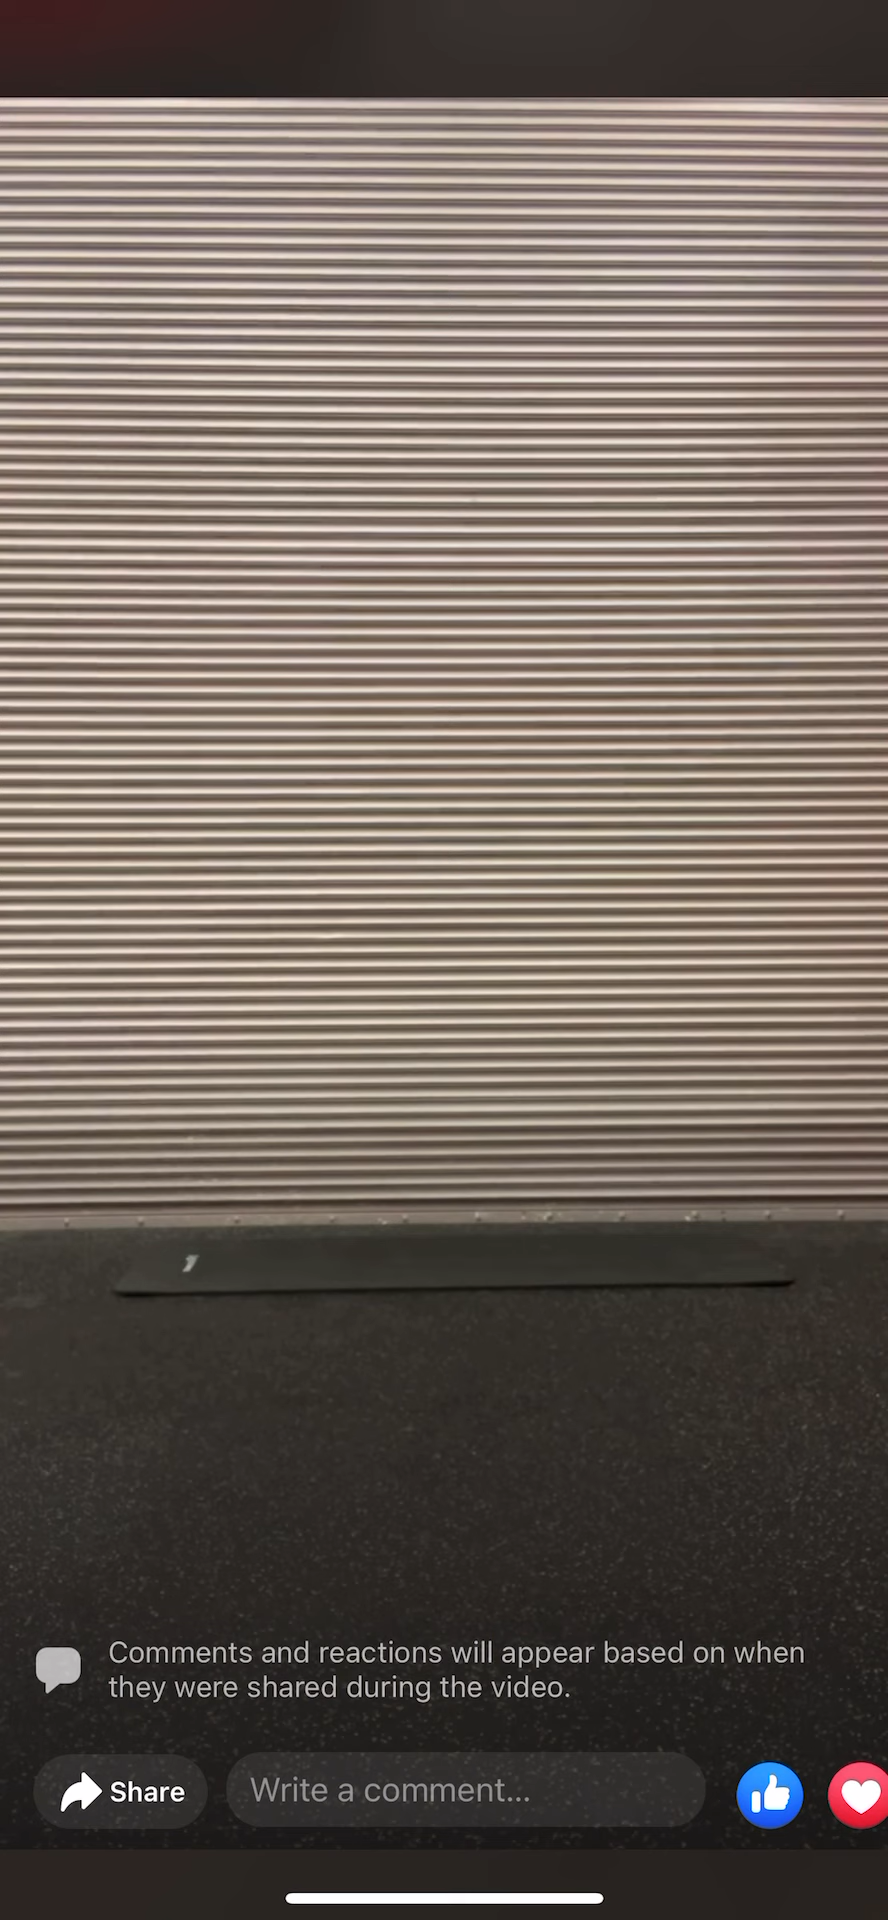 Comments and reactions will appear based on when
they were shared during the video.
Share
Write a comment...